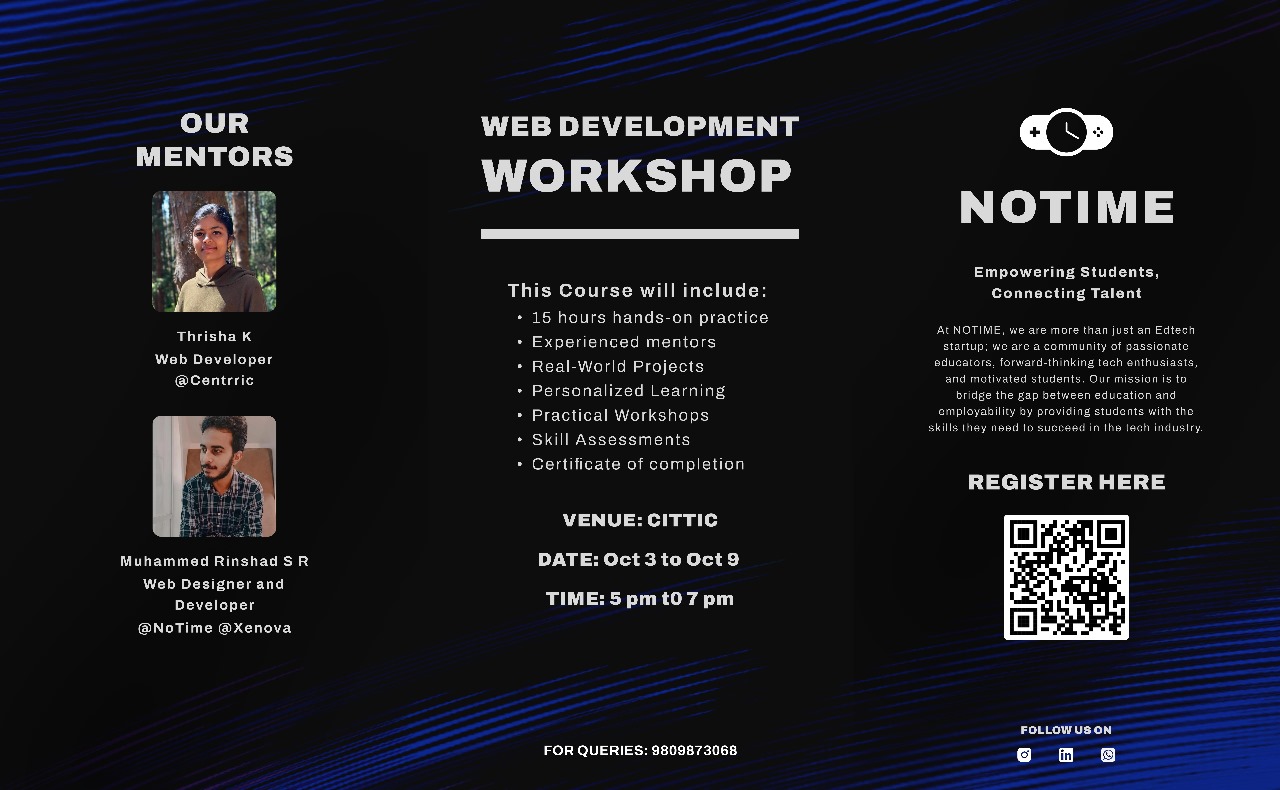 OUR
MENTORS
Thrisha K
Web Developer
@Centrric
Muhammed Rinshad S R
Web Designer and
Developer
@NoTime @Xenova
WEB DEVELOPMENT
WORKSHOP
This Course will include:
• 15 hours hands-on practice
• Experienced mentors
• Real-World Projects
• Personalized Learning
• Practical Workshops
• Skill Assessments
• Certificate of completion
VENUE: CITTIC
DATE: Oct 3 to Oct 9
TIME: 5 pm t0 7 pm
FOR QUERIES: 9809873068
NOTIME
Empowering Students,
Connecting Talent
At NOTIME, we are more than just an Edtech
startup; we are a community of passionate
educators, forward-thinking tech enthusiasts,
and motivated students. Our mission is to
bridge the gap between education and
employability by providing students with the
skills they need to succeed in the tech industry.
REGISTER HERE
FOLLOW US ON